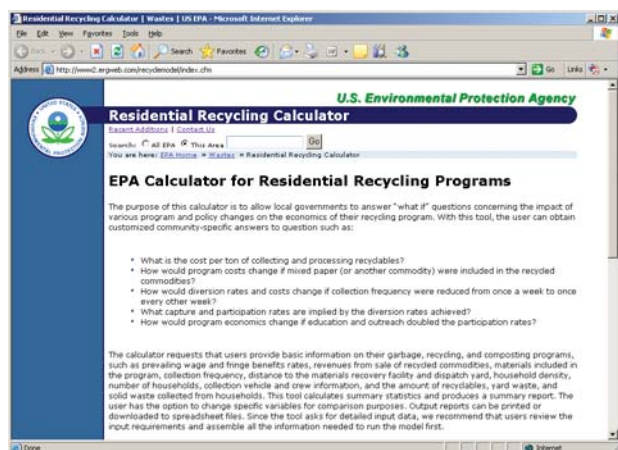 Residential Recycling Calculator | Wastes | US EPA - Microsoft Internet Explorer
File Edit View Favorites Tools Help
Back Search Favorites
Address http://www2.ergweb.com/recyclemodel/index.cfm Go Links
U.S. Environmental Protection Agency
Residential Recycling Calculator
Recent Additions | Contact Us
Search: All EPA This Area Go
You are here: EPA Home » Wastes » Residential Recycling Calculator
EPA Calculator for Residential Recycling Programs
The purpose of this calculator is to allow local governments to answer "what if" questions concerning the impact of
various program and policy changes on the economics of their recycling program. With this tool, the user can obtain
customized community-specific answers to question such as:
• What is the cost per ton of collecting and processing recyclables?
• How would program costs change if mixed paper (or another commodity) were included in the recycled
commodities?
• How would diversion rates and costs change if collection frequency were reduced from once a week to once
every other week?
• What capture and participation rates are implied by the diversion rates achieved?
• How would program economics change if education and outreach doubled the participation rates?
The calculator requests that users provide basic information on their garbage, recycling, and composting programs,
such as prevailing wage and fringe benefits rates, revenues from sale of recycled commodities, materials included in
the program, collection frequency, distance to the materials recovery facility and dispatch yard, household density,
number of households, collection vehicle and crew information, and the amount of recyclables, yard waste, and
solid waste collected from households. This tool calculates summary statistics and produces a summary report. The
user has the option to change specific variables for comparison purposes. Output reports can be printed or
downloaded to spreadsheet files. Since the tool asks for detailed input data, we recommend that users review the
input requirements and assemble all the information needed to run the model first.
Done Internet